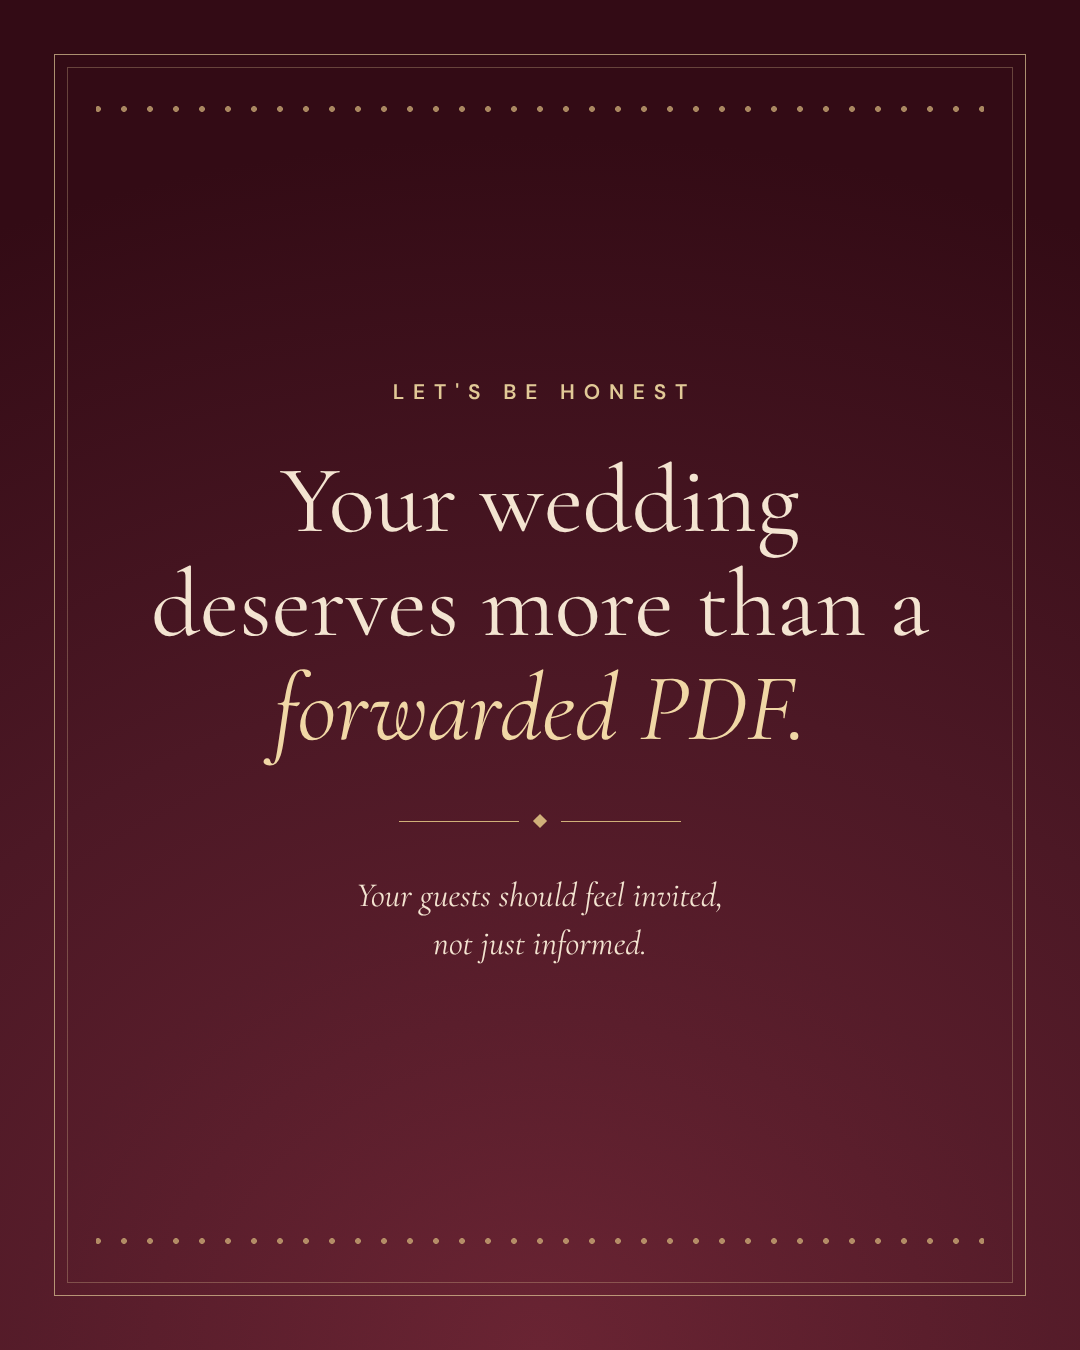 LET'S BE HONEST
Your wedding
deserves more than a
forwarded PDF.
Your guests should feel invited,
not just informed.